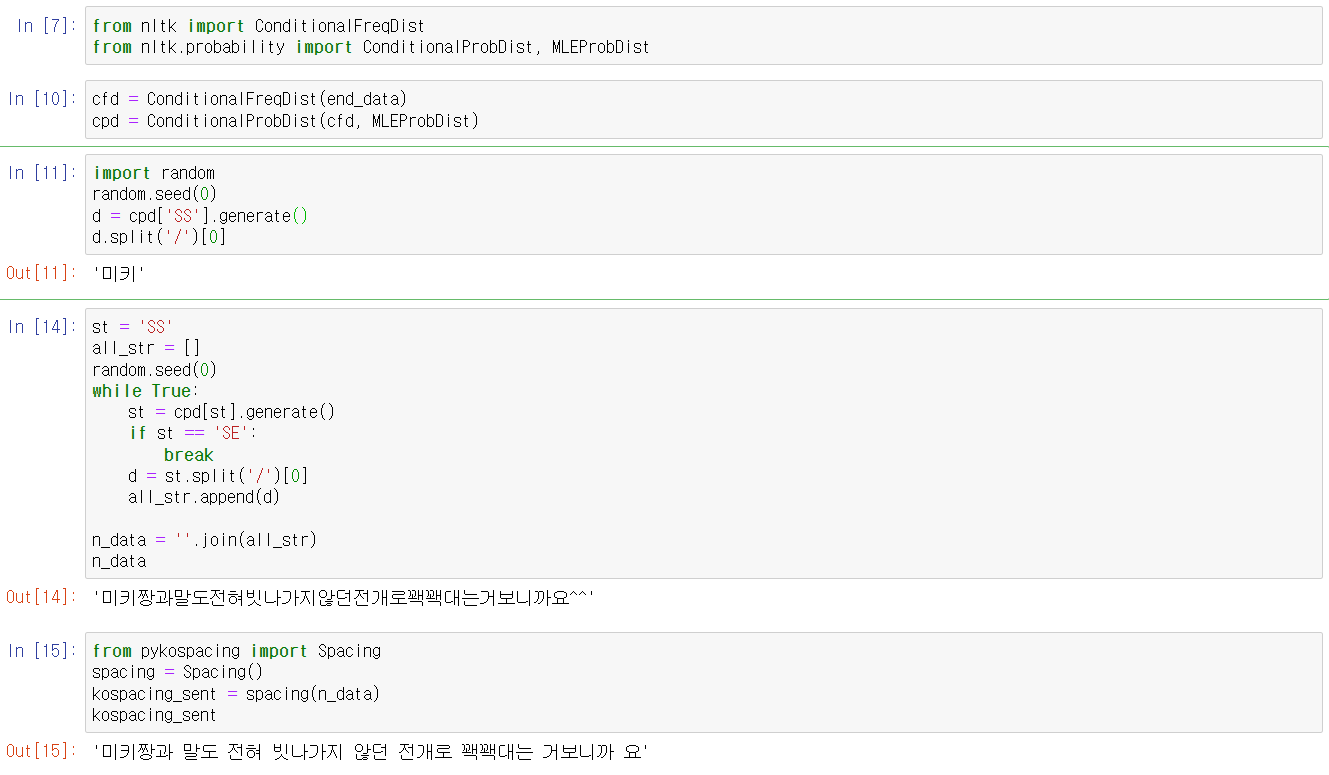 In [7]: from nltk import ConditionalFreqDist
from nltk.probability import ConditionalProbDist, MLEProbDist
In [10]: cfd = ConditionalFreqDist(end_data)
cpd = ConditionalProbDist(cfd, MLEProbDist)
In [11]: import random
random.seed(0)
d = cpd['SS'].generate()
d.split('/')[0]
Out[11]: '미키'
In [14]: st = 'SS'
all_str = []
random.seed(0)
while True:
    st = cpd[st].generate()
    if st == 'SE':
        break
    d = st.split('/')[0]
    all_str.append(d)
n_data = ''.join(all_str)
n_data
Out[14]: '미키짱과말도전혀빗나가지않던전개로꽥꽥대는거보니까요^^'
In [15]: from pykospacing import Spacing
spacing = Spacing()
kospacing_sent = spacing(n_data)
kospacing_sent
Out[15]: '미키짱과 말도 전혀 빗나가지 않던 전개로 꽥꽥대는 거보니까 요'